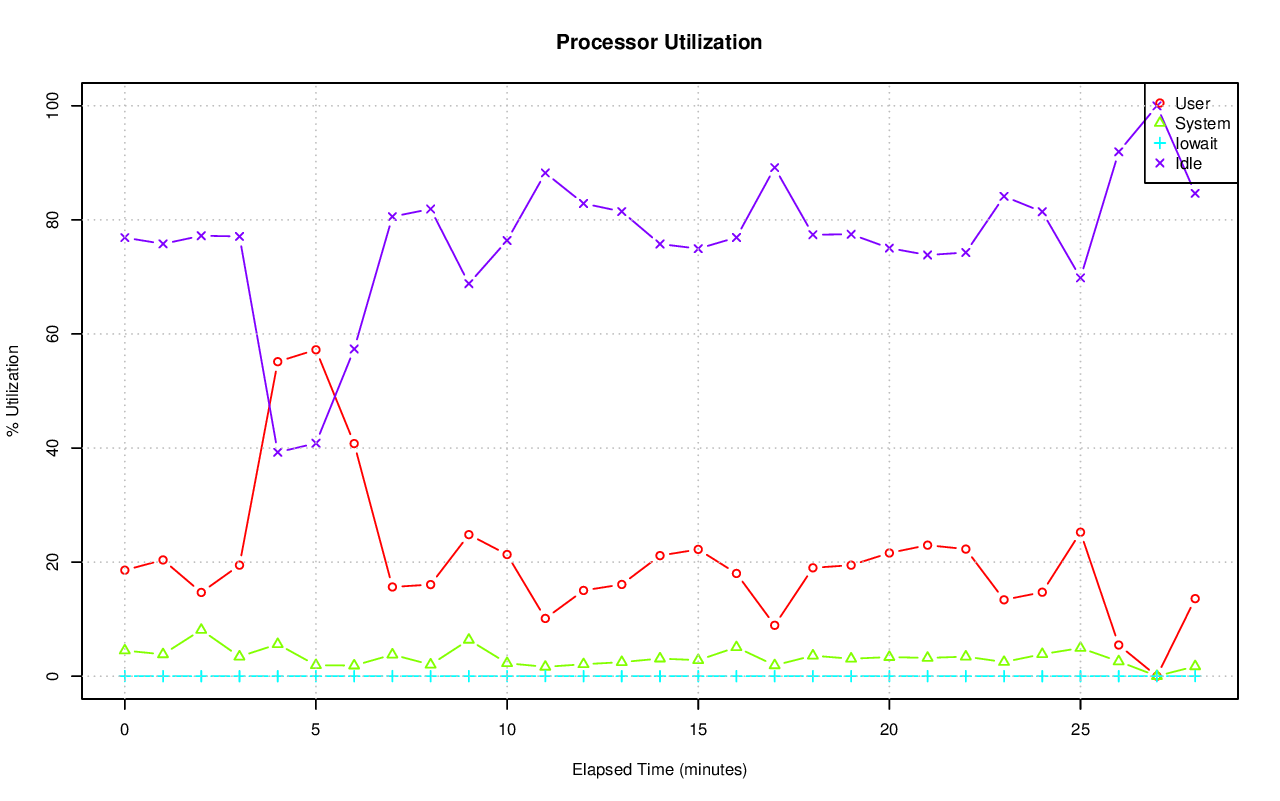 Processor Utilization
% Utilization
100
80
60
40
20
0
User
System
Iowait
Idle
0 5 10 15 20 25
Elapsed Time (minutes)